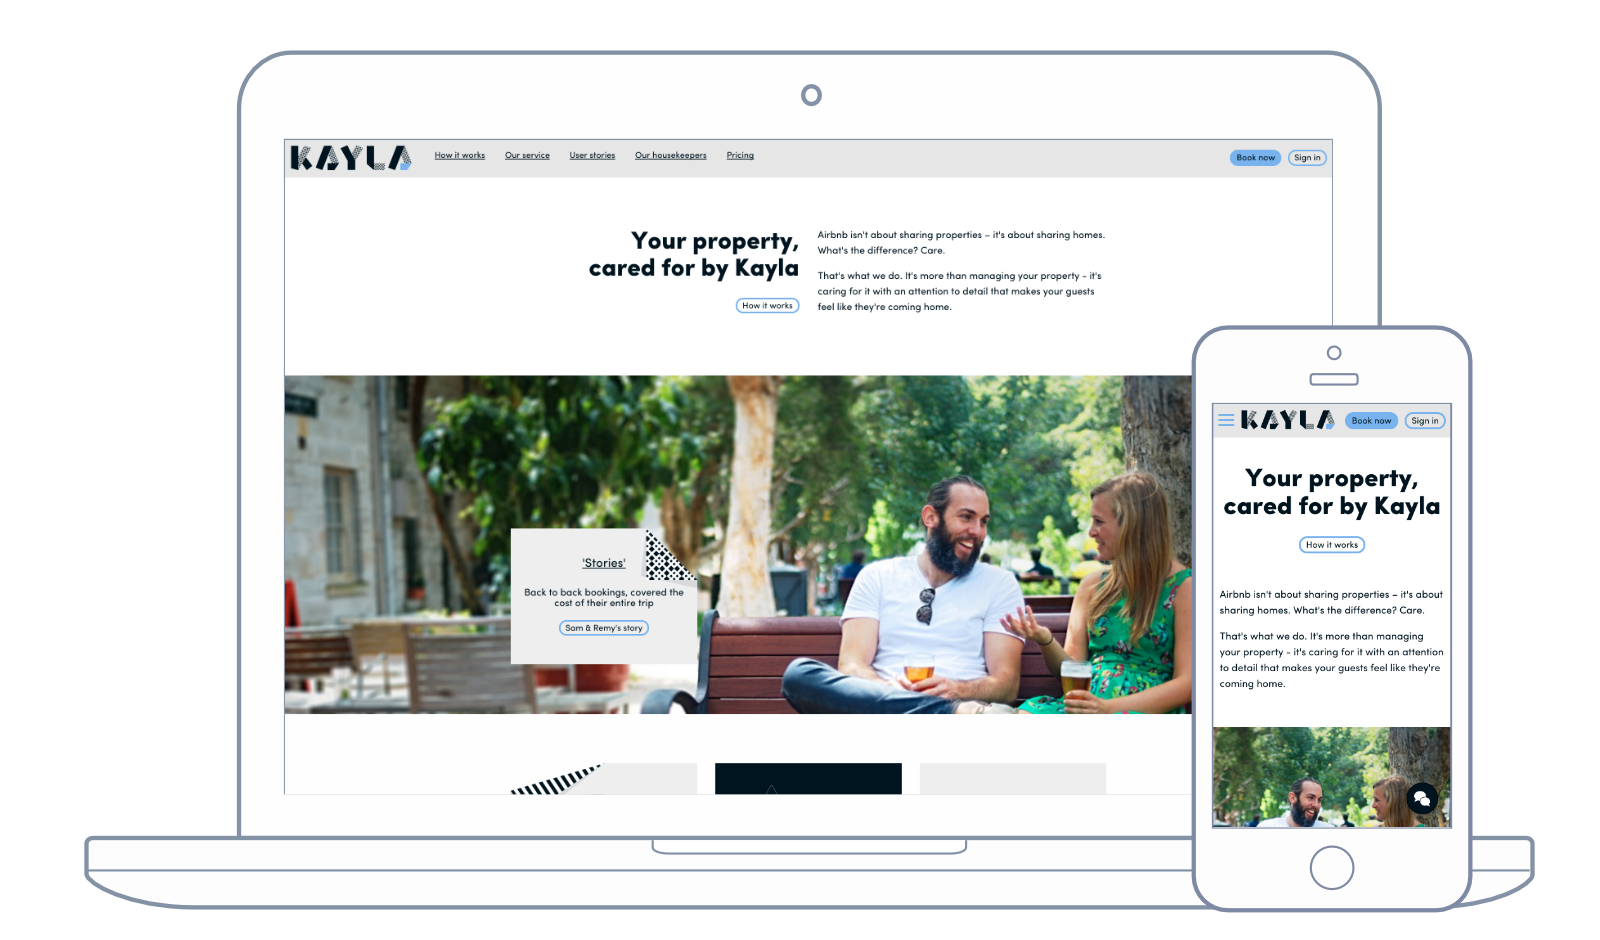 KAYLA
How it works
Our service
User stories
Our housekeepers
Pricing
Book now
Sign in
Your property,
cared for by Kayla
How it works
Airbnb isn't about sharing properties – it's about sharing homes.
What's the difference? Care.
That's what we do. It's more than managing your property - it's
caring for it with an attention to detail that makes your guests
feel like they're coming home.
'Stories'
Back to back bookings, covered the
cost of their entire trip
Sam & Remy's story
KAYLA
Book now
Sign in
Your property,
cared for by Kayla
How it works
Airbnb isn't about sharing properties – it's about
sharing homes. What's the difference? Care.
That's what we do. It's more than managing
your property - it's caring for it with an attention
to detail that makes your guests feel like they're
coming home.